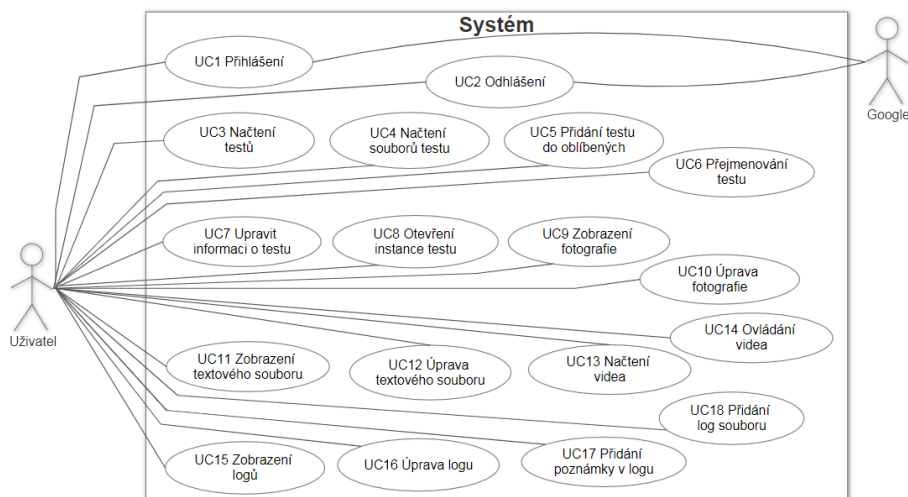 Systém
UC1 Přihlášení
UC2 Odhlášení
Google
UC3 Načtení
testů
UC4 Načtení
souborů testu
UC5 Přidání testu
do oblíbených
UC6 Přejmenování
testu
UC7 Upravit
informaci o testu
UC8 Otevření
instance testu
UC9 Zobrazení
fotografie
UC10 Úprava
fotografie
Uživatel
UC14 Ovládání
videa
UC11 Zobrazení
textového souboru
UC12 Úprava
textového souboru
UC13 Načtení
videa
UC18 Přidání
log souboru
UC15 Zobrazení
logů
UC16 Úprava logu
UC17 Přidání
poznámky v logu